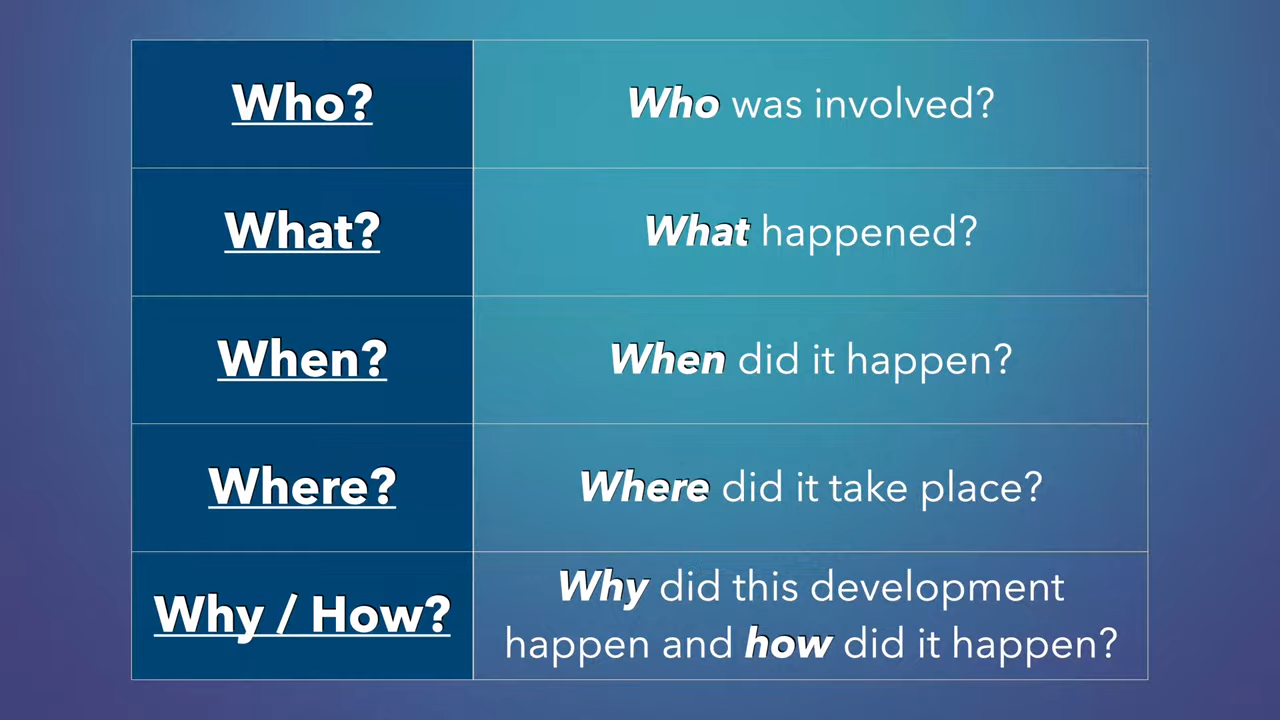 Who?
Who was involved?
What?
What happened?
When?
When did it happen?
Where?
Where did it take place?
Why / How?
Why did this development
happen and how did it happen?